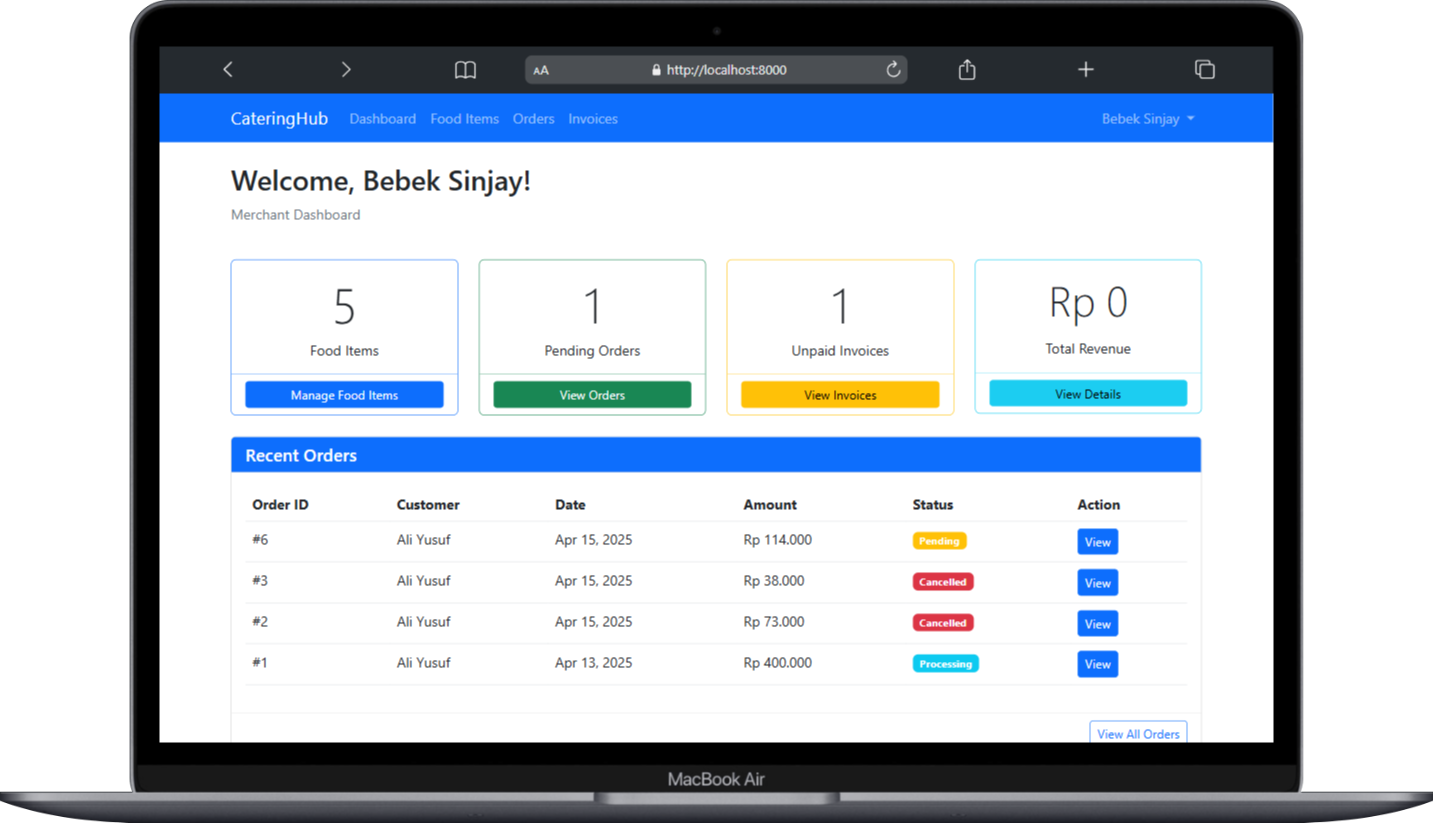 AA http://localhost:8000
CateringHub Dashboard Food Items Orders Invoices Bebek Sinjay
Welcome, Bebek Sinjay!
Merchant Dashboard
5 1 1 Rp 0
Food Items Pending Orders Unpaid Invoices Total Revenue
Manage Food Items View Orders View Invoices View Details
Recent Orders
Order ID Customer Date Amount Status Action
#6 Ali Yusuf Apr 15, 2025 Rp 114.000 Pending View
#3 Ali Yusuf Apr 15, 2025 Rp 38.000 Cancelled View
#2 Ali Yusuf Apr 15, 2025 Rp 73.000 Cancelled View
#1 Ali Yusuf Apr 13, 2025 Rp 400.000 Processing View
View All Orders
MacBook Air